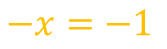 −x = −1